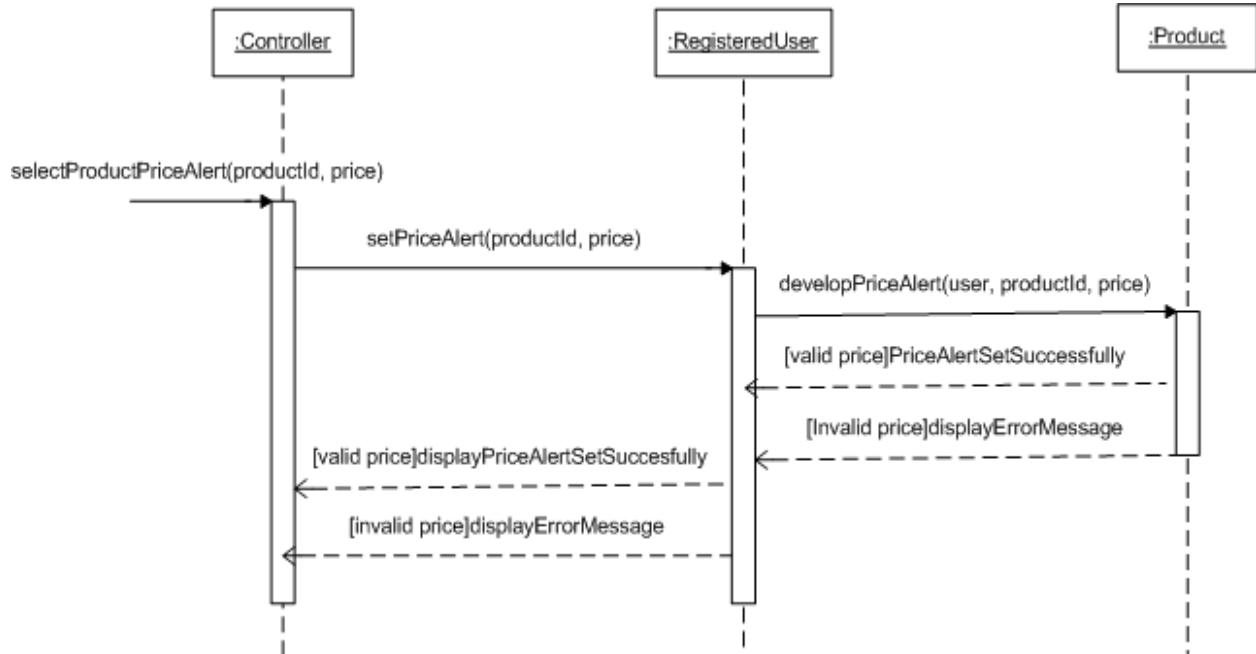 :Controller
:RegisteredUser
:Product
selectProductPriceAlert(productId, price)
setPriceAlert(productId, price)
developPriceAlert(user, productId, price)
[valid price]PriceAlertSetSuccessfully
[Invalid price]displayErrorMessage
[valid price]displayPriceAlertSetSuccesfully
[invalid price]displayErrorMessage